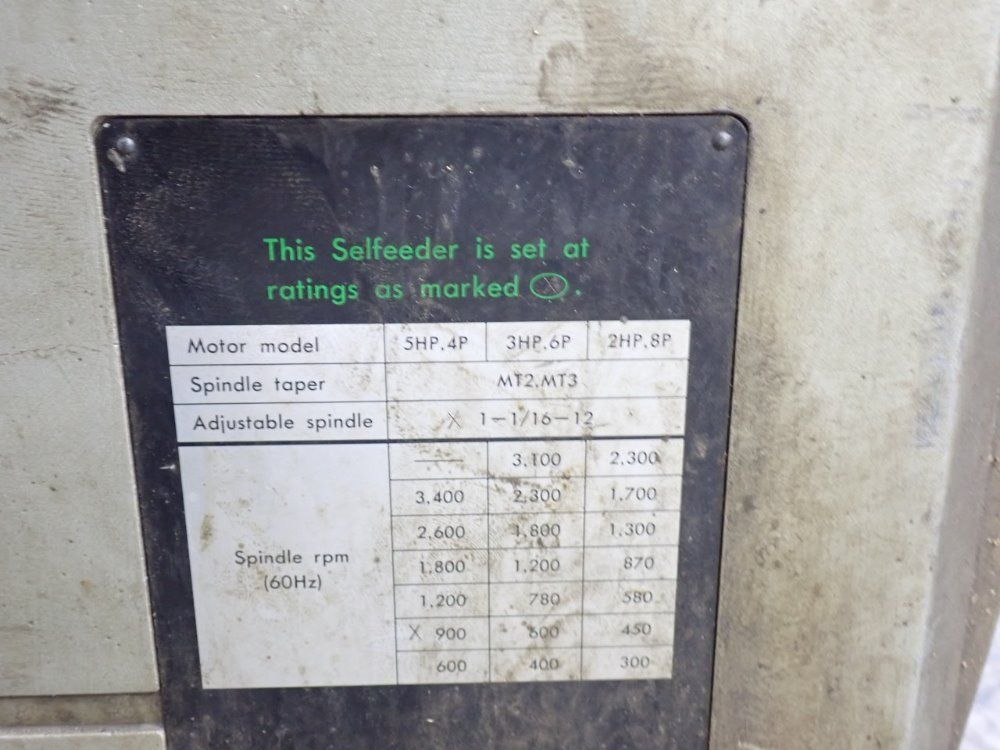 This Selfeeder is set at
ratings as marked X.
Motor model 5HP.4P 3HP.6P 2HP.8P
Spindle taper MT2.MT3
Adjustable spindle X 1-1/16-12
— 3,100 2,300
3,400 2,300 1,700
2,600 1,800 1,300
Spindle rpm 1,800 1,200 870
(60Hz)
1,200 780 580
X 900 600 450
600 400 300